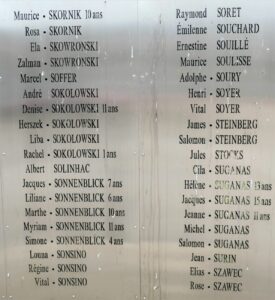 Maurice • SKORNIK 10 ans
Rosa • SKORNIK
Ela • SKOWRONSKI
Zalman • SKOWRONSKI
Marcel • SOFFER
André SOKOLOWSKI
Denise • SOKOLOWSKI 11 ans
Herszek • SOKOLOWSKI
Liba • SOKOLOWSKI
Rachel • SOKOLOWSKI ans
Albert SOLINHAC
Jacques • SONNENBLICK 7 ans
Liliane • SONNENBLICK 6 ans
Marthe • SONNENBLICK 10 ans
Myriam • SONNENBLICK 11 ans
Simone • SONNENBLICK 4 ans
Louna • SONSINO
Régine • SONSINO
Vital • SONSINO
Raymond SORET
Émilienne SOUCHARD
Ernestine SOUILLÉ
Maurice SOULISSE
Adolphe • SOURY
Henri • SOYER
Vital SOYER
James • STEINBERG
Salomon • STEINBERG
Jules STOCKS
Cila • SUGANAS
Hélène • SUGANAS 13 ans
Jacques • SUGANAS 15 ans
Jeanne • SUGANAS 11 ans
Michel • SUGANAS
Salomon • SUGANAS
Jean • SURIN
Elias • SZAWEC
Rose • SZAWEC